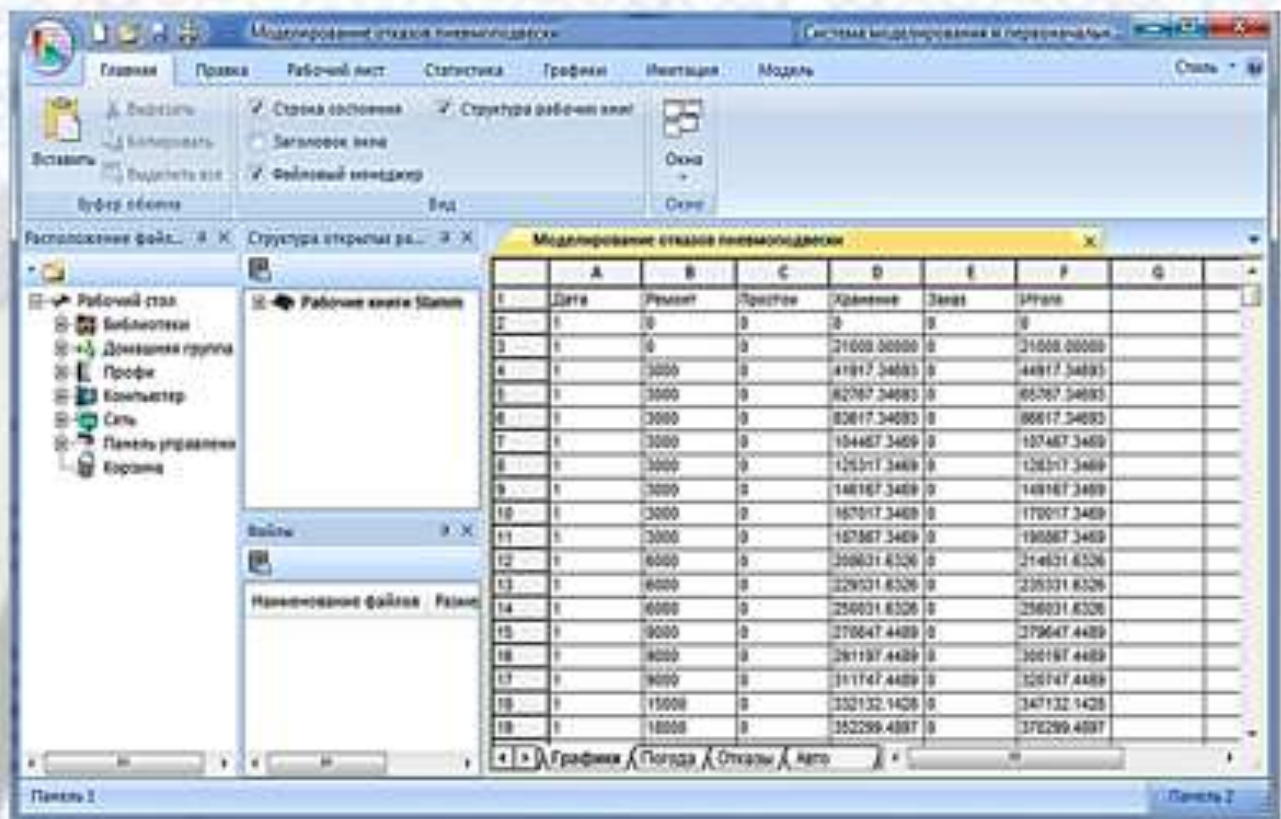 Моделирование отказов пневмоподвески
Система моделирования и первоначальн...
Главная Правка Рабочий лист Статистика Графики Имитация Модель Стиль
Вставить
Вырезать
Копировать
Выделить все
Буфер обмена
Строка состояния
Структура рабочих книг
Заголовок окна
Файловый менеджер
Вид
Окна
Окно
Расположение файл...
Рабочий стол
Библиотеки
Домашняя группа
Профи
Компьютер
Сеть
Панель управлени
Корзина
Структура открытых ра...
Рабочие книги Stamm
Файлы
Наименование файлов Разме
Моделирование отказов пневмоподвески
A B C D E F G
1 Дата Ремонт Простои Хранение Заказ Итого
2 1 0 0 0 0 0
3 1 0 0 21000.00000 0 21000.00000
4 1 3000 0 41917.34693 0 44917.34693
5 1 3000 0 62767.34693 0 65767.34693
6 1 3000 0 83617.34693 0 86617.34693
7 1 3000 0 104467.3469 0 107467.3469
8 1 3000 0 125317.3469 0 128317.3469
9 1 3000 0 146167.3469 0 149167.3469
10 1 3000 0 167017.3469 0 170017.3469
11 1 3000 0 187867.3469 0 190867.3469
12 1 6000 0 208631.6326 0 214631.6326
13 1 6000 0 229331.6326 0 235331.6326
14 1 6000 0 250031.6326 0 256031.6326
15 1 9000 0 270647.4489 0 279647.4489
16 1 9000 0 291197.4489 0 300197.4489
17 1 9000 0 311747.4489 0 320747.4489
18 1 15000 0 332132.1428 0 347132.1428
19 1 18000 0 352299.4897 0 370299.4897
Графики Погода Отказы Авто
Панель 1
Панель 2